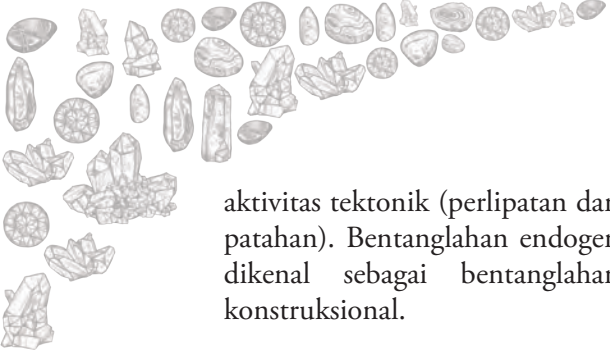 aktivitas tektonik (perlipatan dan
patahan). Bentanglahan endogen
dikenal sebagai bentanglahan
konstruksional.